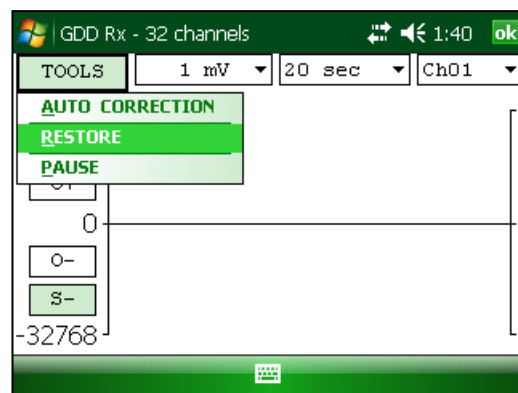 GDD Rx - 32 channels 1:40 ok
TOOLS 1 mV 20 sec Ch01
AUTO CORRECTION
RESTORE
PAUSE
0
O-
S-
-32768